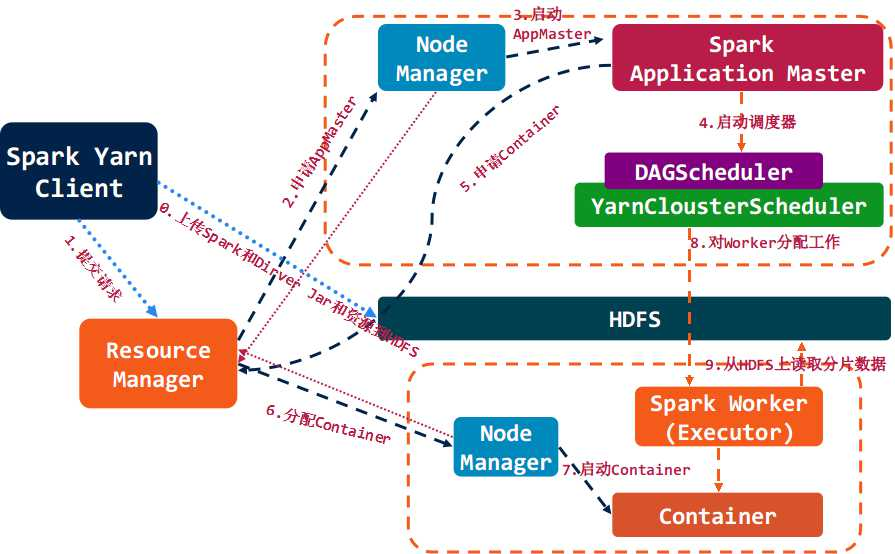 3.启动
AppMaster
Node
Manager
Spark
Application Master
4.启动调度器
2.申请AppMaster
5.申请Container
Spark Yarn
Client
DAGScheduler
YarnClousterScheduler
0.上传Spark和Dirver Jar和资源到HDFS
8.对Worker分配工作
1.提交请求
HDFS
Resource
Manager
9.从HDFS上读取分片数据
6.分配Container
Spark Worker
(Executor)
Node
Manager
7.启动Container
Container